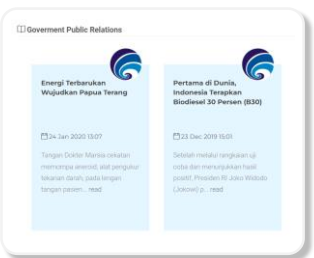 Goverment Public Relations
Energi Terbarukan
Wujudkan Papua Terang
24 Jan 2020 13:07
Tangan Dokter Marisa cekatan
memompa aneroid, alat pengukur
tekanan darah, pada lengan
tangan pasien... read
Pertama di Dunia,
Indonesia Terapkan
Biodiesel 30 Persen (B30)
23 Dec 2019 15:01
Setelah melalui rangkaian uji
coba dan menunjukkan hasil
positif, Presiden RI Joko Widodo
(Jokowi) p... read